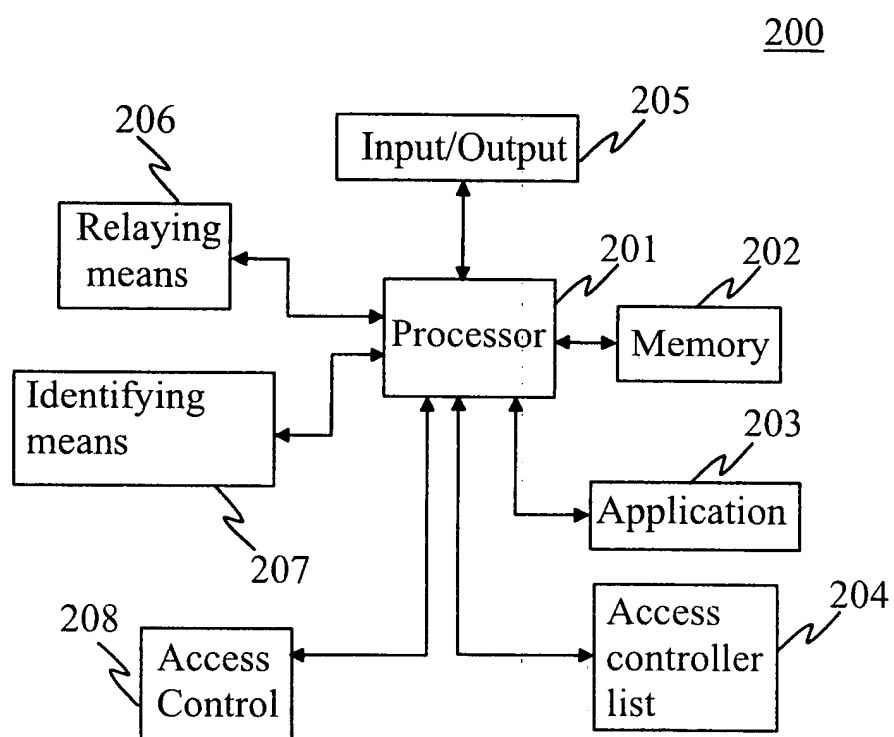 200
205
206
Input/Output
Relaying
means
201
202
Processor
Memory
Identifying
means
203
Application
207
204
208
Access
controller
list
Access
Control